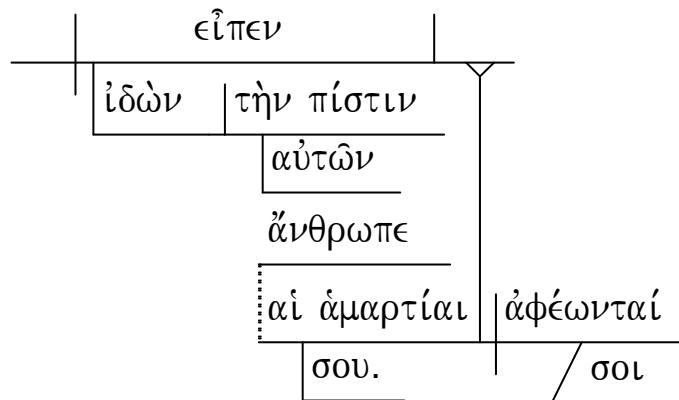 εἶπεν
ἰδὼν τὴν πίστιν
αὐτῶν
ἄνθρωπε
αἱ ἁμαρτίαι ἀφέωνταί
σου. σοι